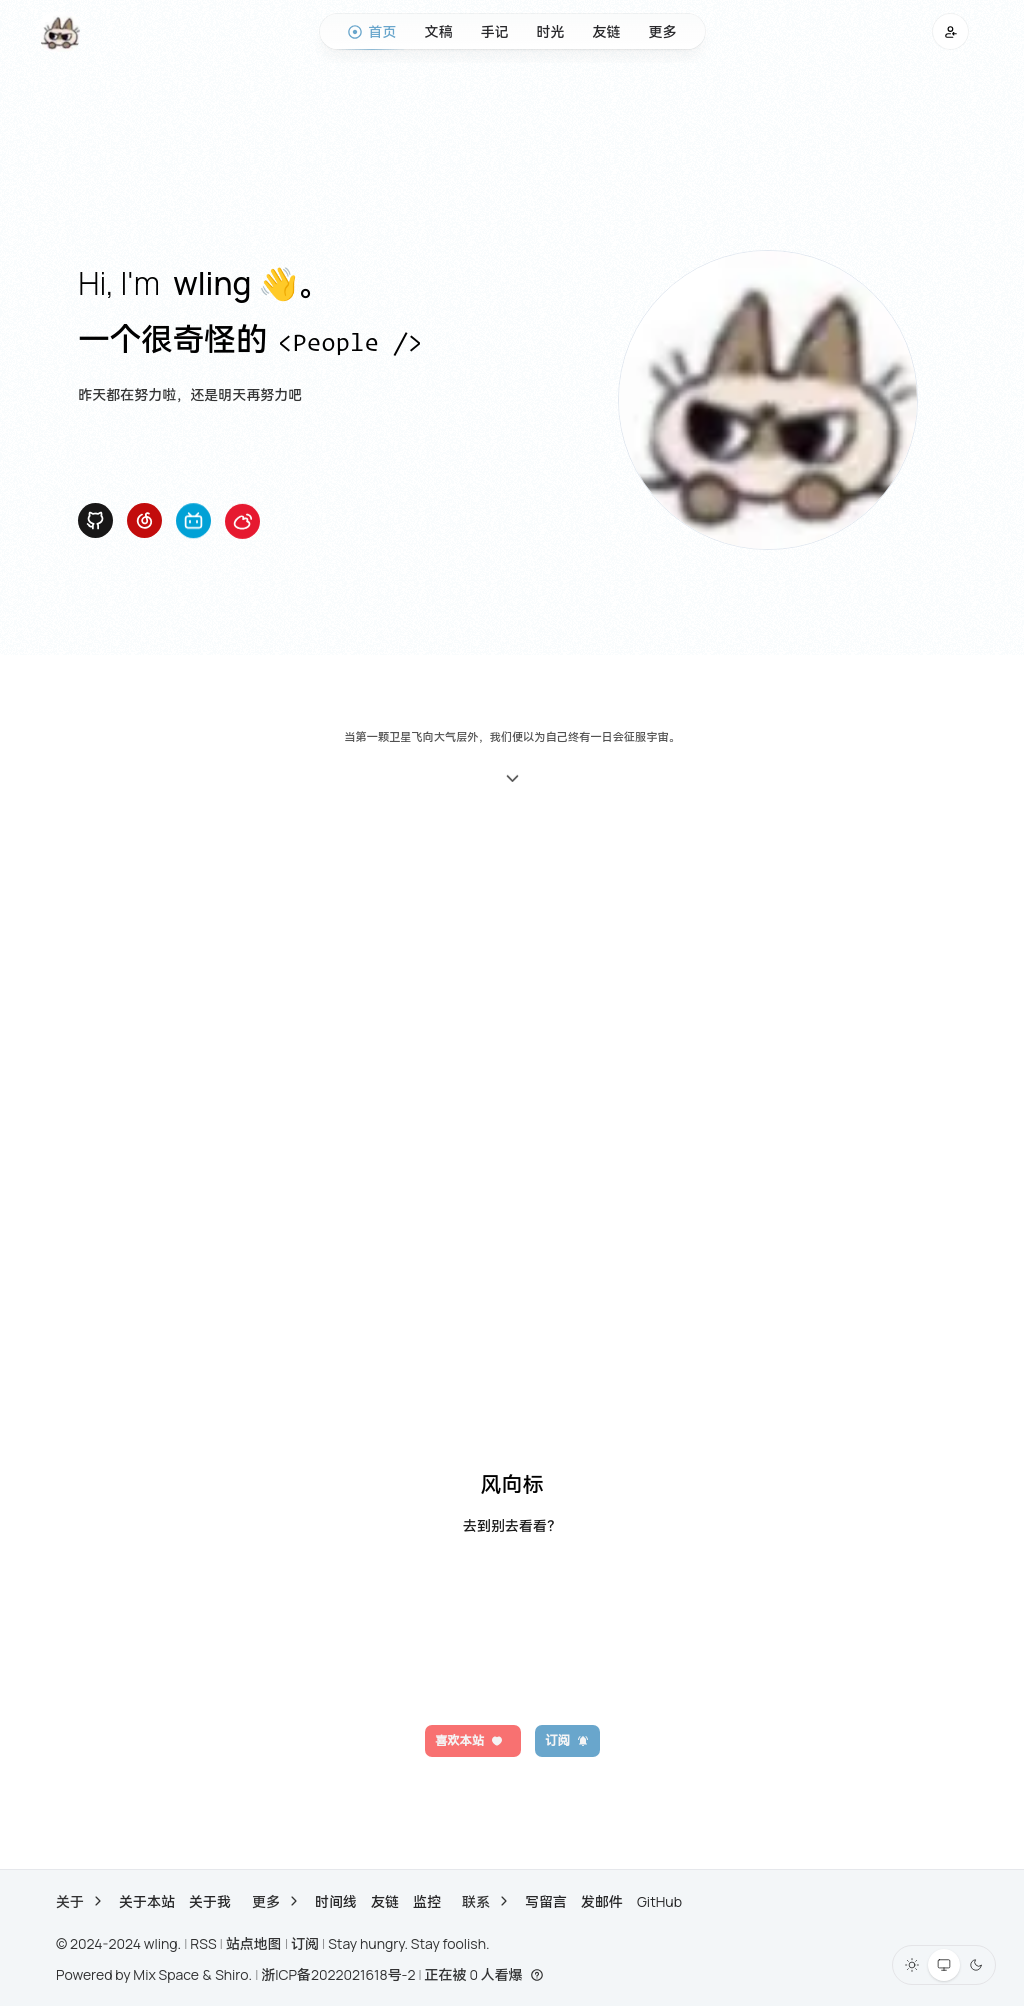 首页 文稿 手记 时光 友链 更多
Hi, I'm wling 👋。
一个很奇怪的 <People />
昨天都在努力啦，还是明天再努力吧
当第一颗卫星飞向大气层外，我们便以为自己终有一日会征服宇宙。
风向标
去到别去看看？
喜欢本站 订阅
关于 > 关于本站 关于我 更多 > 时间线 友链 监控 联系 > 写留言 发邮件 GitHub
© 2024-2024 wling. | RSS | 站点地图 | 订阅 | Stay hungry. Stay foolish.
Powered by Mix Space & Shiro. | 浙ICP备2022021618号-2 | 正在被 0 人看爆